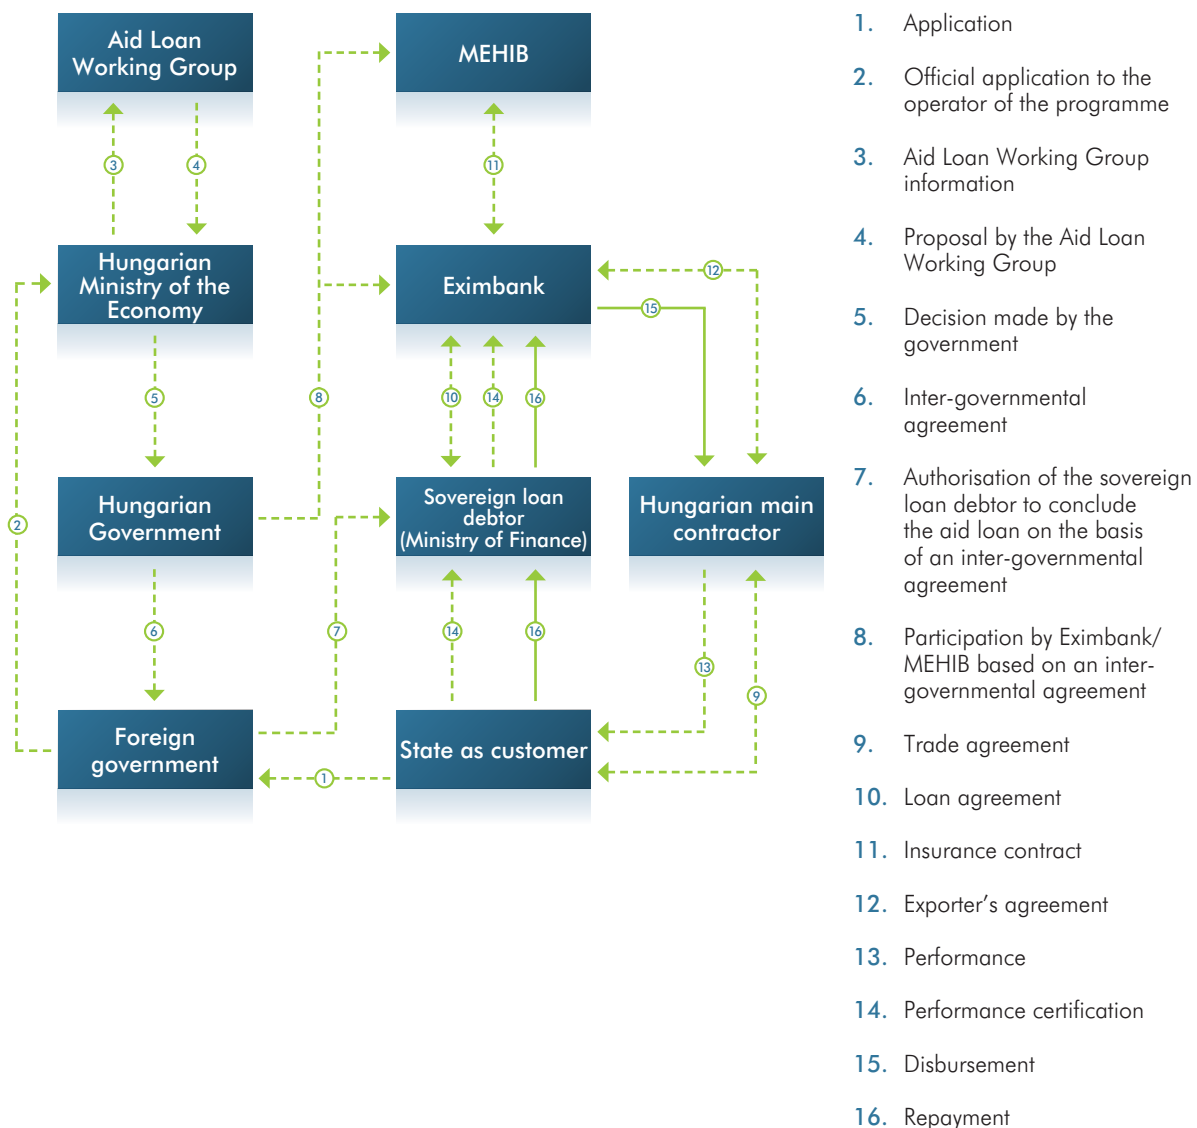 Aid Loan
Working Group
MEHIB
3
4
11
Hungarian
Ministry of the
Economy
Eximbank
12
15
5
8
10
14
16
Hungarian
Government
Sovereign loan
debtor
(Ministry of Finance)
Hungarian main
contractor
2
6
7
14
16
13
9
Foreign
government
State as customer
1
1. Application
2. Official application to the
operator of the programme
3. Aid Loan Working Group
information
4. Proposal by the Aid Loan
Working Group
5. Decision made by the
government
6. Inter-governmental
agreement
7. Authorisation of the sovereign
loan debtor to conclude
the aid loan on the basis
of an inter-governmental
agreement
8. Participation by Eximbank/
MEHIB based on an inter-
governmental agreement
9. Trade agreement
10. Loan agreement
11. Insurance contract
12. Exporter’s agreement
13. Performance
14. Performance certification
15. Disbursement
16. Repayment